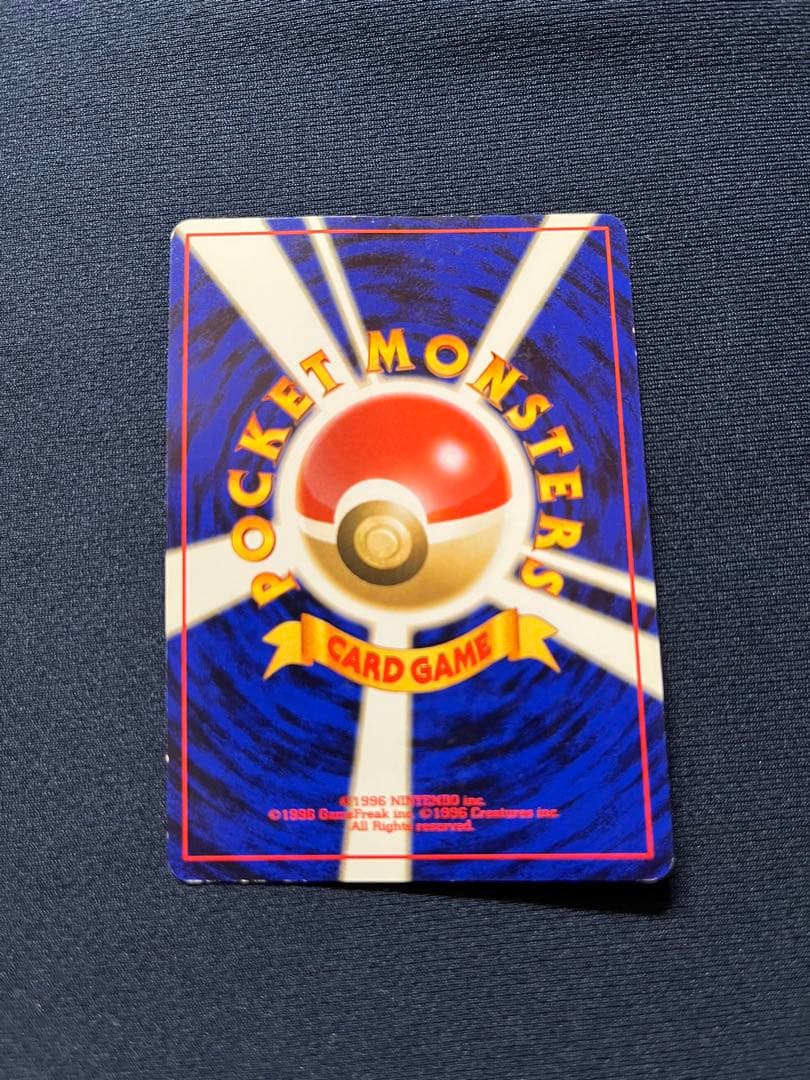 POCKET MONSTERS
CARD GAME
©1996 NINTENDO inc.
©1996 GameFreak inc. ©1996 Creatures inc.
All Rights reserved.